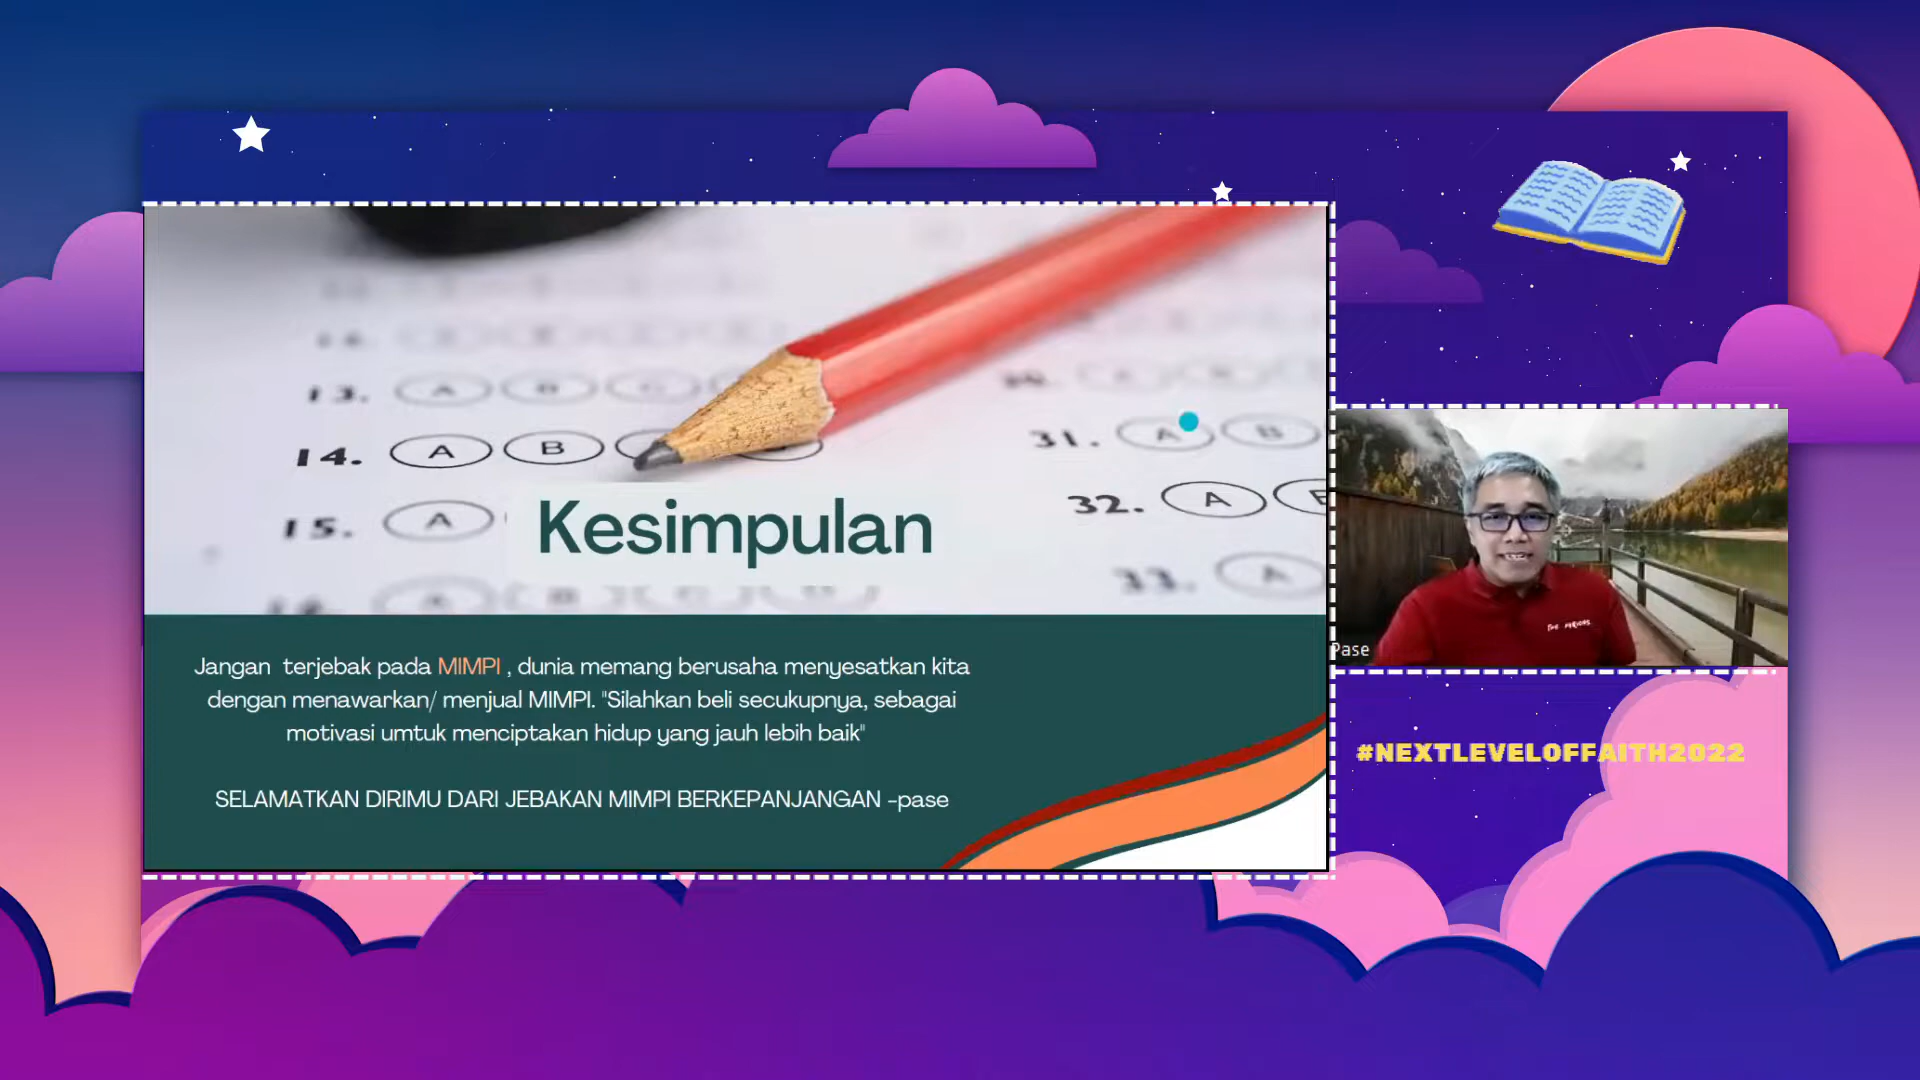 13. A B C
14. A B
15. A
31. A B
32. A
33. A
Kesimpulan
Jangan terjebak pada MIMPI , dunia memang berusaha menyesatkan kita
dengan menawarkan/ menjual MIMPI. "Silahkan beli secukupnya, sebagai
motivasi umtuk menciptakan hidup yang jauh lebih baik"
SELAMATKAN DIRIMU DARI JEBAKAN MIMPI BERKEPANJANGAN -pase
Pase
#NEXTLEVELOFFAITH2022